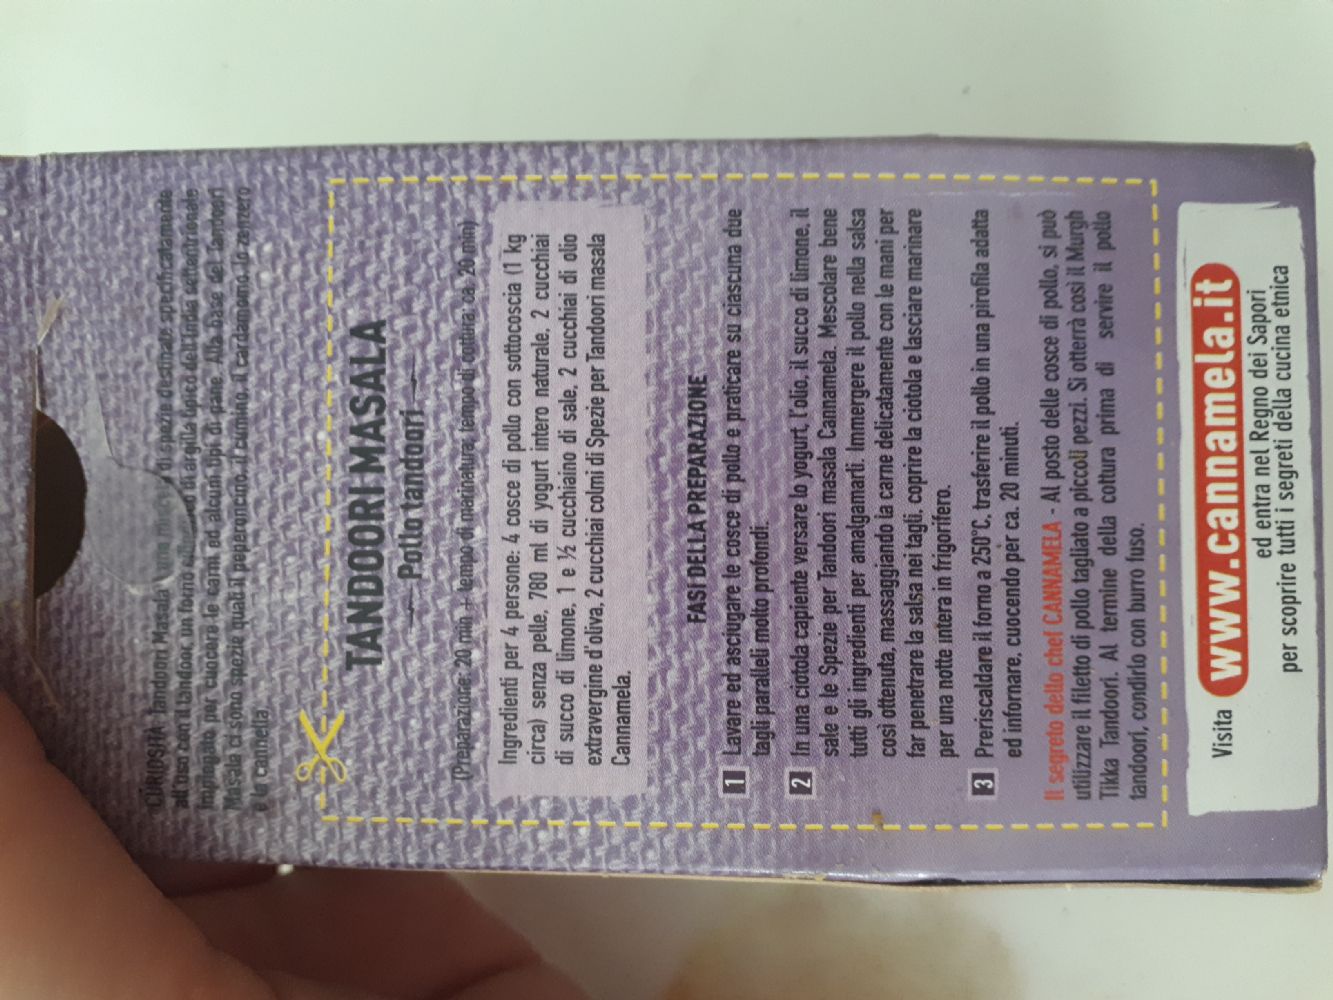 CURIOSITÀ Tandoori Masala di spezie destinate specificatamente
all'uso con il tandoor, un forno di argilla tipico dell'India settentrionale
impiegato per cuocere le carni ed alcuni tipi di pane. Alla base del Tandoori
Masala ci sono spezie quali il peperoncino, il cumino, il cardamomo, lo zenzero
e la cannella.
TANDOORI MASALA
Pollo tandoori
(Preparazione: 20 min + tempo di marinatura; tempo di cottura: ca. 20 min)
Ingredienti per 4 persone: 4 cosce di pollo con sottocoscia (1 kg
circa) senza pelle, 780 ml di yogurt intero naturale, 2 cucchiai
di succo di limone, 1 e ½ cucchiaino di sale, 2 cucchiai di olio
extravergine d'oliva, 2 cucchiai colmi di Spezie per Tandoori masala
Cannamela.
FASI DELLA PREPARAZIONE
1 Lavare ed asciugare le cosce di pollo e praticare su ciascuna due
tagli paralleli molto profondi.
2 In una ciotola capiente versare lo yogurt, l'olio, il succo di limone, il
sale e le Spezie per Tandoori masala Cannamela. Mescolare bene
tutti gli ingredienti per amalgamarli. Immergere il pollo nella salsa
così ottenuta, massaggiando la carne delicatamente con le mani per
far penetrare la salsa nei tagli, coprire la ciotola e lasciare marinare
per una notte intera in frigorifero.
3 Preriscaldare il forno a 250°C, trasferire il pollo in una pirofila adatta
ed infornare, cuocendo per ca. 20 minuti.
Il segreto dello chef CANNAMELA - Al posto delle cosce di pollo, si può
utilizzare il filetto di pollo tagliato a piccoli pezzi. Si otterrà così il Murgh
Tikka Tandoori. Al termine della cottura prima di servire il pollo
tandoori, condirlo con burro fuso.
Visita www.cannamela.it
ed entra nel Regno dei Sapori
per scoprire tutti i segreti della cucina etnica